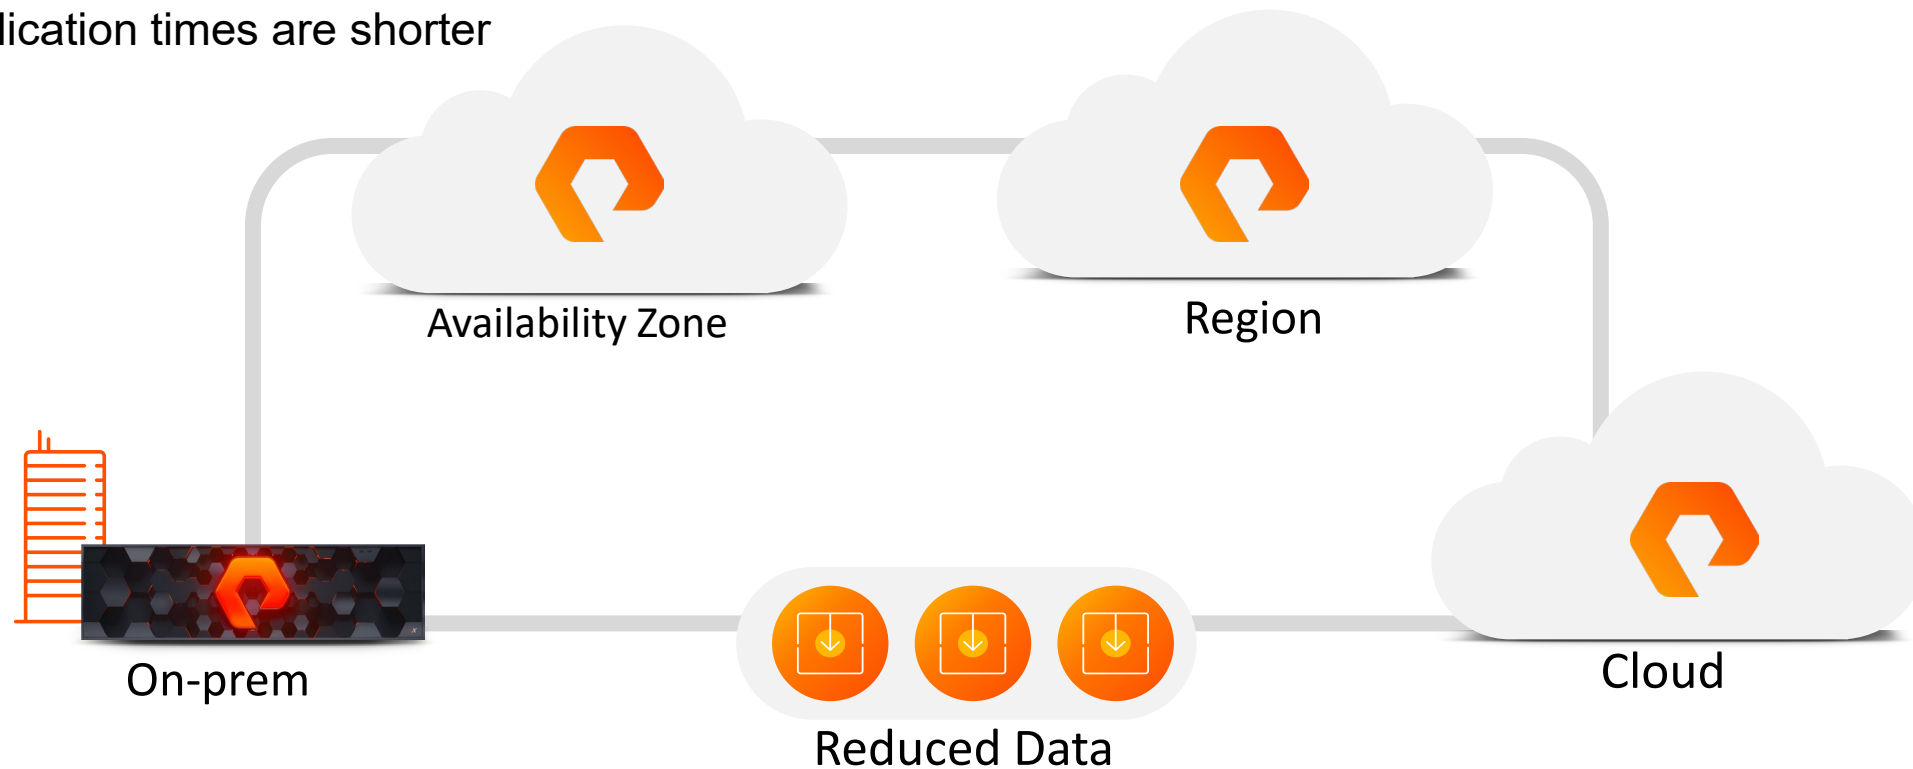 lication times are shorter
Availability Zone
Region
On-prem
Cloud
Reduced Data